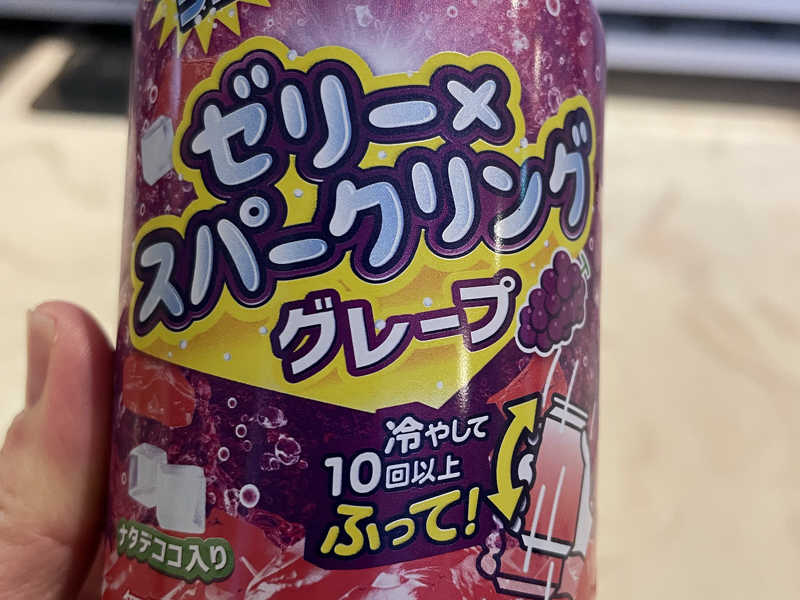 ゼリー×
スパークリング
グレープ
冷やして
10回以上
ふって!
ナタデココ入り